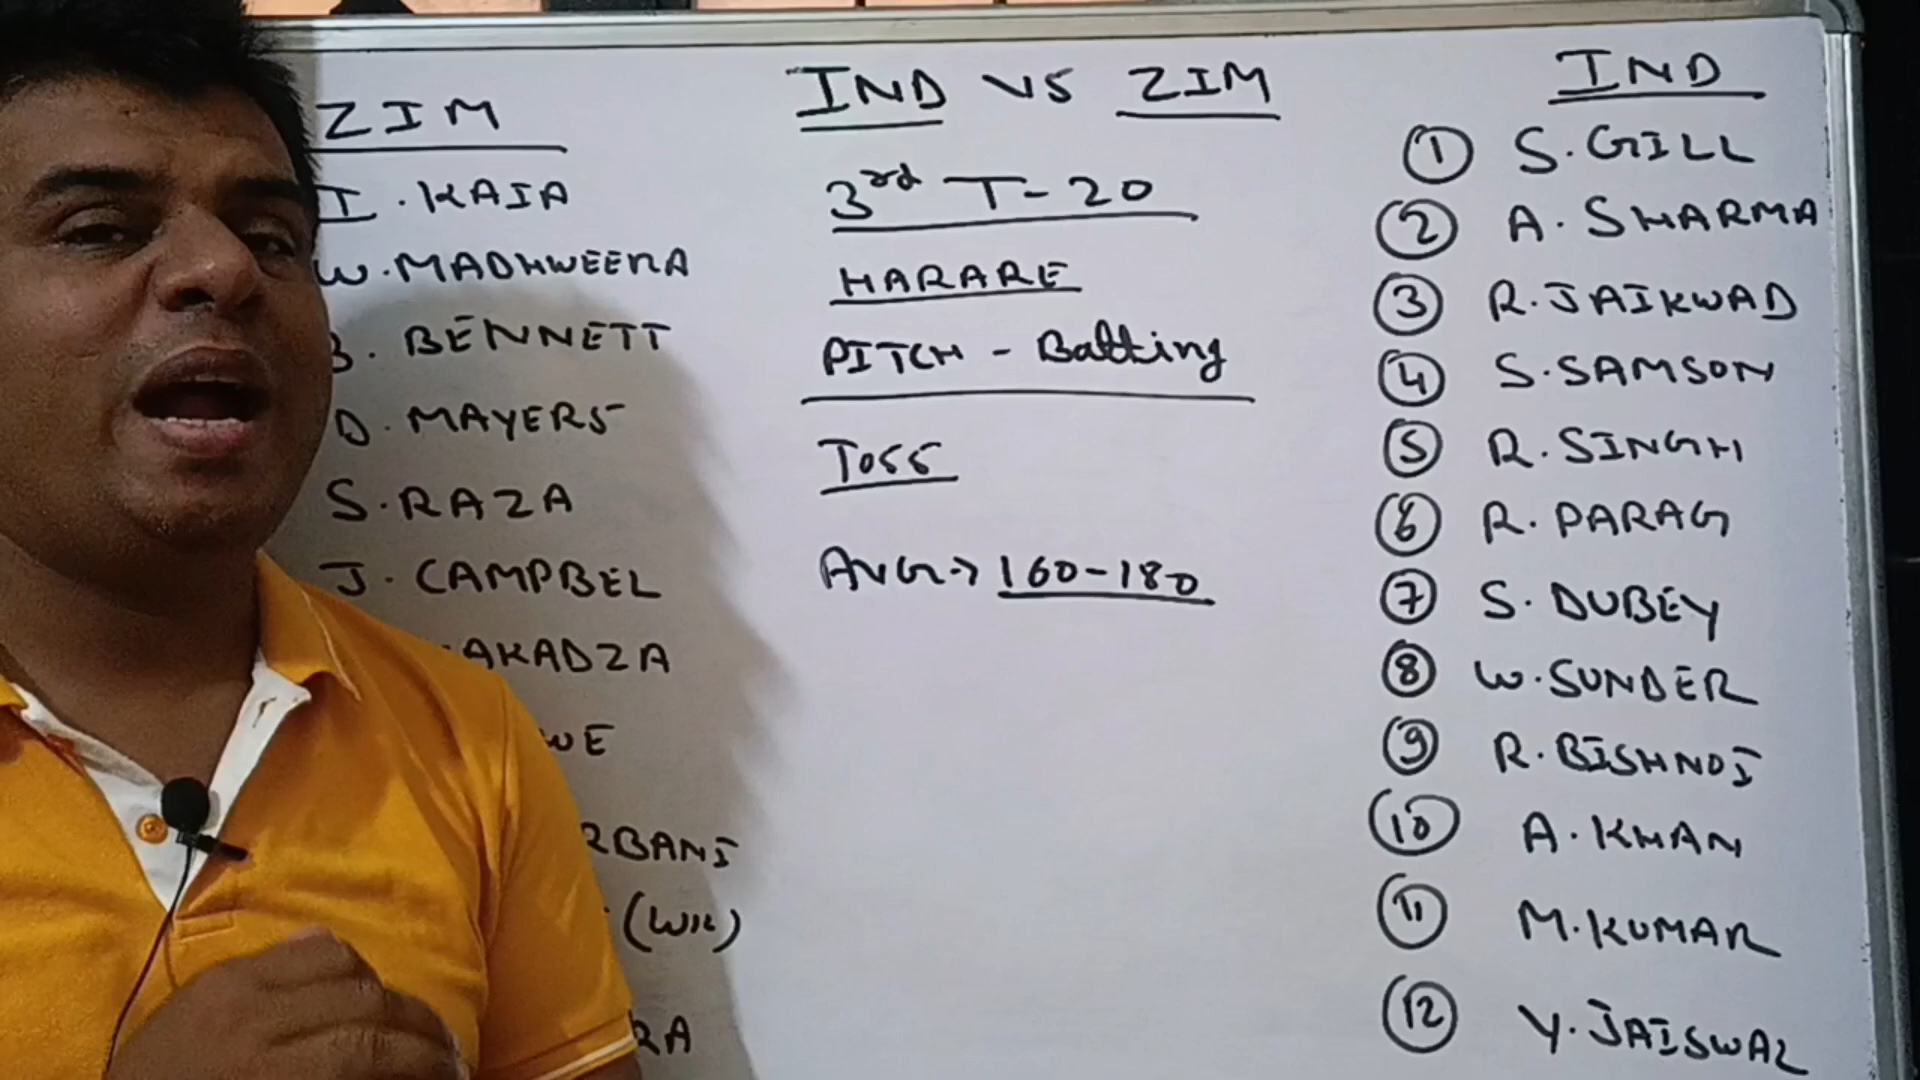 ZIM
I. KAIA
W. MADHWEERA
B. BENNETT
D. MAYERS
S. RAZA
J. CAMPBEL
AKADZA
WE
RBANI
(WK)
RA
IND VS ZIM
3rd T-20
HARARE
PITCH - Batting
TOSS
AVG → 160-180
IND
1 S. GILL
2 A. SHARMA
3 R. JAIKWAD
4 S. SAMSON
5 R. SINGH
6 R. PARAG
7 S. DUBEY
8 W. SUNDER
9 R. BISHNOI
10 A. KHAN
11 M. KUMAR
12 Y. JAISWAL